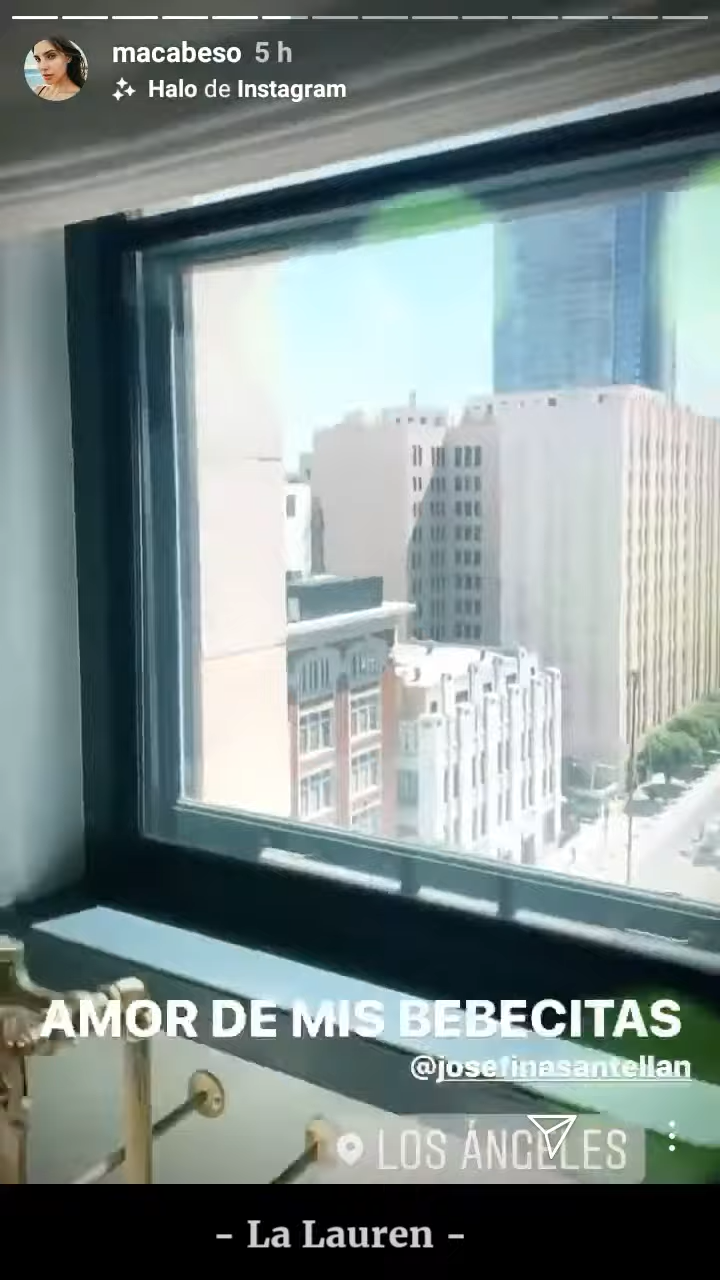 macabeso 5 h
Halo de Instagram
AMOR DE MIS BEBECITAS
@josefinasantellan
LOS ÁNGELES
- La Lauren -